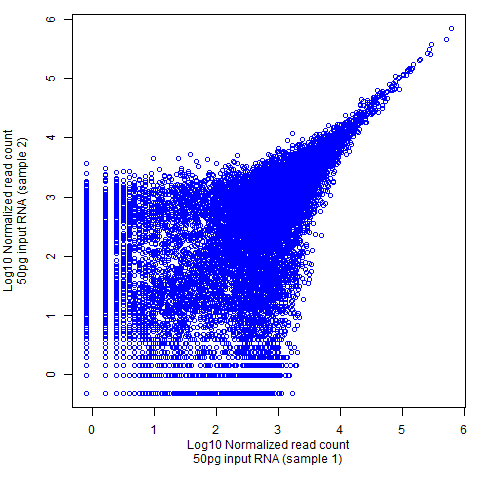 Log10 Normalized read count
50pg input RNA (sample 2)
6
5
4
3
2
1
0
0 1 2 3 4 5 6
Log10 Normalized read count
50pg input RNA (sample 1)